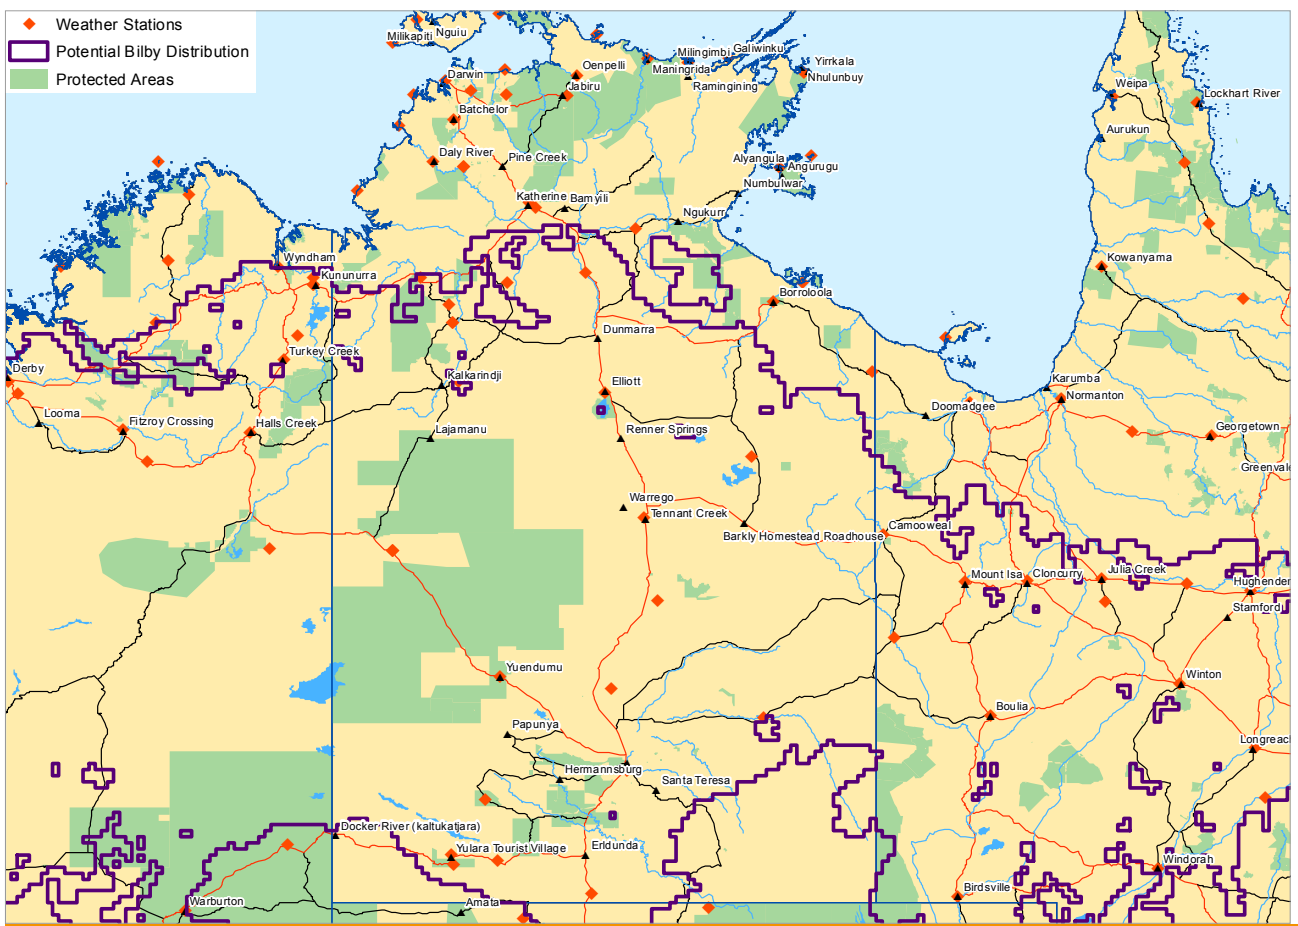 Weather Stations
Potential Bilby Distribution
Protected Areas
Milikapiti
Nguiu
Darwin
Batchelor
Oenpelli
Jabiru
Milingimbi
Galiwinku
Maningrida
Ramingining
Yirrkala
Nhulunbuy
Weipa
Lockhart River
Aurukun
Daly River
Pine Creek
Alyangula
Angurugu
Numbulwar
Katherine
Bamyili
Ngukurr
Wyndham
Kununurra
Kowanyama
Borroloola
Dunmarra
Turkey Creek
Derby
Kalkarindji
Elliott
Karumba
Normanton
Doomadgee
Looma
Fitzroy Crossing
Halls Creek
Lajamanu
Renner Springs
Georgetown
Greenvale
Warrego
Tennant Creek
Barkly Homestead Roadhouse
Camooweal
Mount Isa
Cloncurry
Julia Creek
Hughenden
Stamford
Yuendumu
Winton
Papunya
Boulia
Longreach
Hermannsburg
Santa Teresa
Docker River (kaltukatjara)
Yulara Tourist Village
Erldunda
Windorah
Birdsville
Warburton
Amata